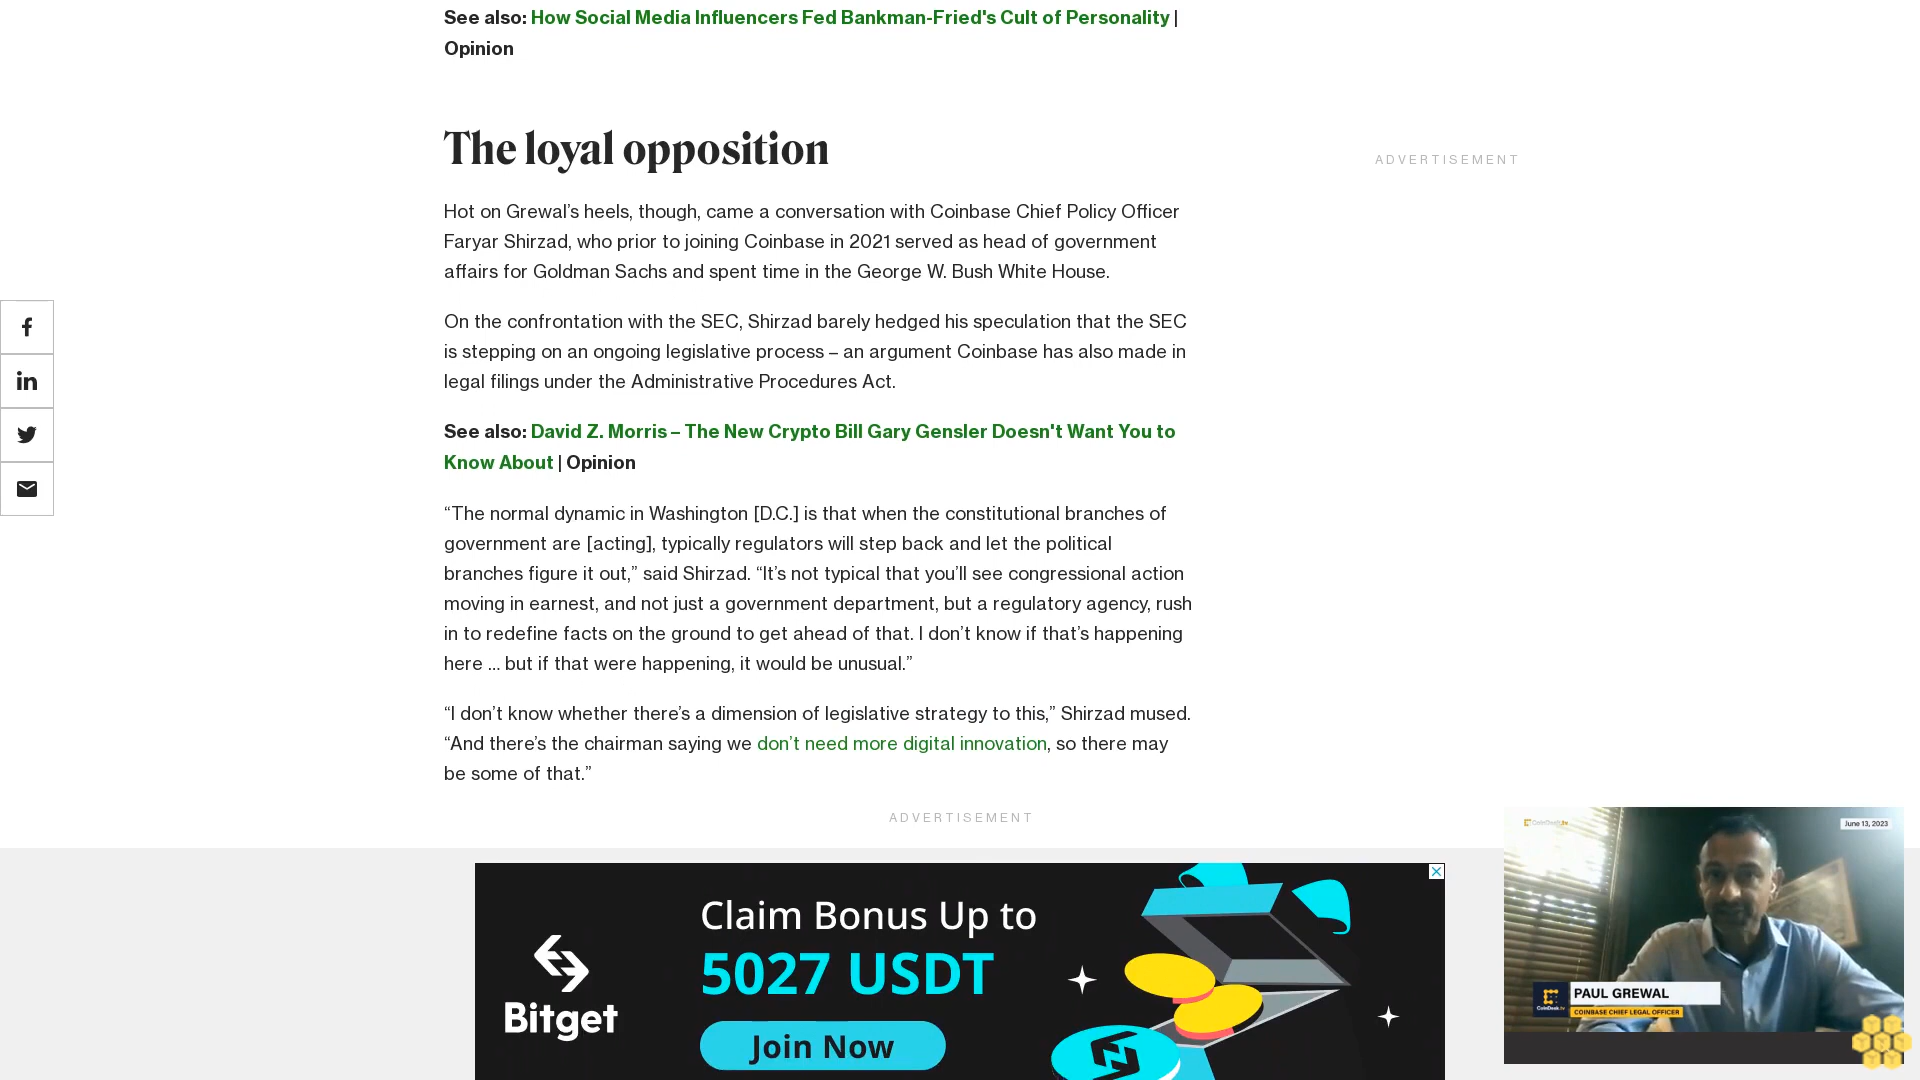 See also: How Social Media Influencers Fed Bankman-Fried's Cult of Personality |
Opinion
The loyal opposition
ADVERTISEMENT
Hot on Grewal’s heels, though, came a conversation with Coinbase Chief Policy Officer
Faryar Shirzad, who prior to joining Coinbase in 2021 served as head of government
affairs for Goldman Sachs and spent time in the George W. Bush White House.
On the confrontation with the SEC, Shirzad barely hedged his speculation that the SEC
is stepping on an ongoing legislative process – an argument Coinbase has also made in
legal filings under the Administrative Procedures Act.
See also: David Z. Morris – The New Crypto Bill Gary Gensler Doesn't Want You to
Know About | Opinion
“The normal dynamic in Washington [D.C.] is that when the constitutional branches of
government are [acting], typically regulators will step back and let the political
branches figure it out,” said Shirzad. “It’s not typical that you’ll see congressional action
moving in earnest, and not just a government department, but a regulatory agency, rush
in to redefine facts on the ground to get ahead of that. I don’t know if that’s happening
here … but if that were happening, it would be unusual.”
“I don’t know whether there’s a dimension of legislative strategy to this,” Shirzad mused.
“And there’s the chairman saying we don’t need more digital innovation, so there may
be some of that.”
ADVERTISEMENT
Claim Bonus Up to
5027 USDT
Bitget
Join Now
CoinDesk.tv
June 13, 2023
PAUL GREWAL
CoinDesk.tv
COINBASE CHIEF LEGAL OFFICER